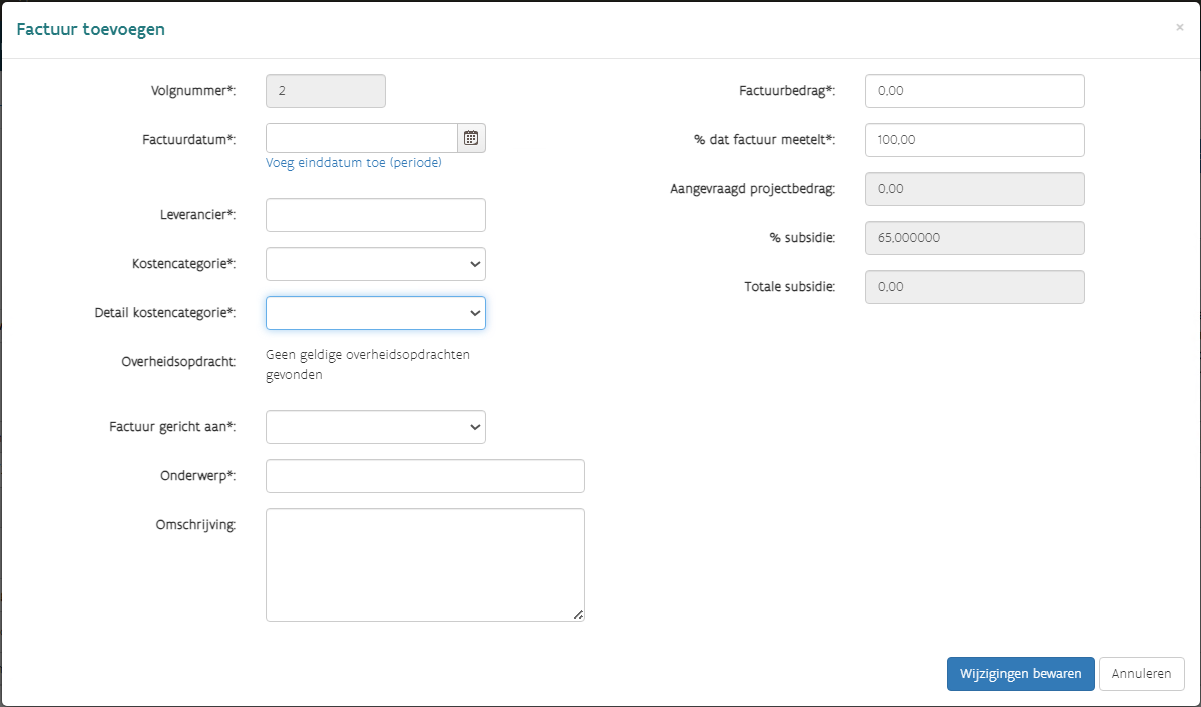 Factuur toevoegen
×
Volgnummer*:
2
Factuurdatum*:
Voeg einddatum toe (periode)
Leverancier*:
Kostencategorie*:
Detail kostencategorie*:
Overheidsopdracht:
Geen geldige overheidsopdrachten
gevonden
Factuur gericht aan*:
Onderwerp*:
Omschrijving:
Factuurbedrag*:
0,00
% dat factuur meetelt*:
100,00
Aangevraagd projectbedrag:
0,00
% subsidie:
65,000000
Totale subsidie:
0,00
Wijzigingen bewaren
Annuleren